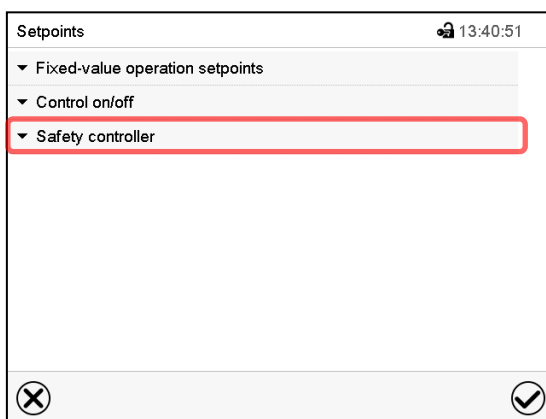 Setpoints 13:40:51
Fixed-value operation setpoints
Control on/off
Safety controller